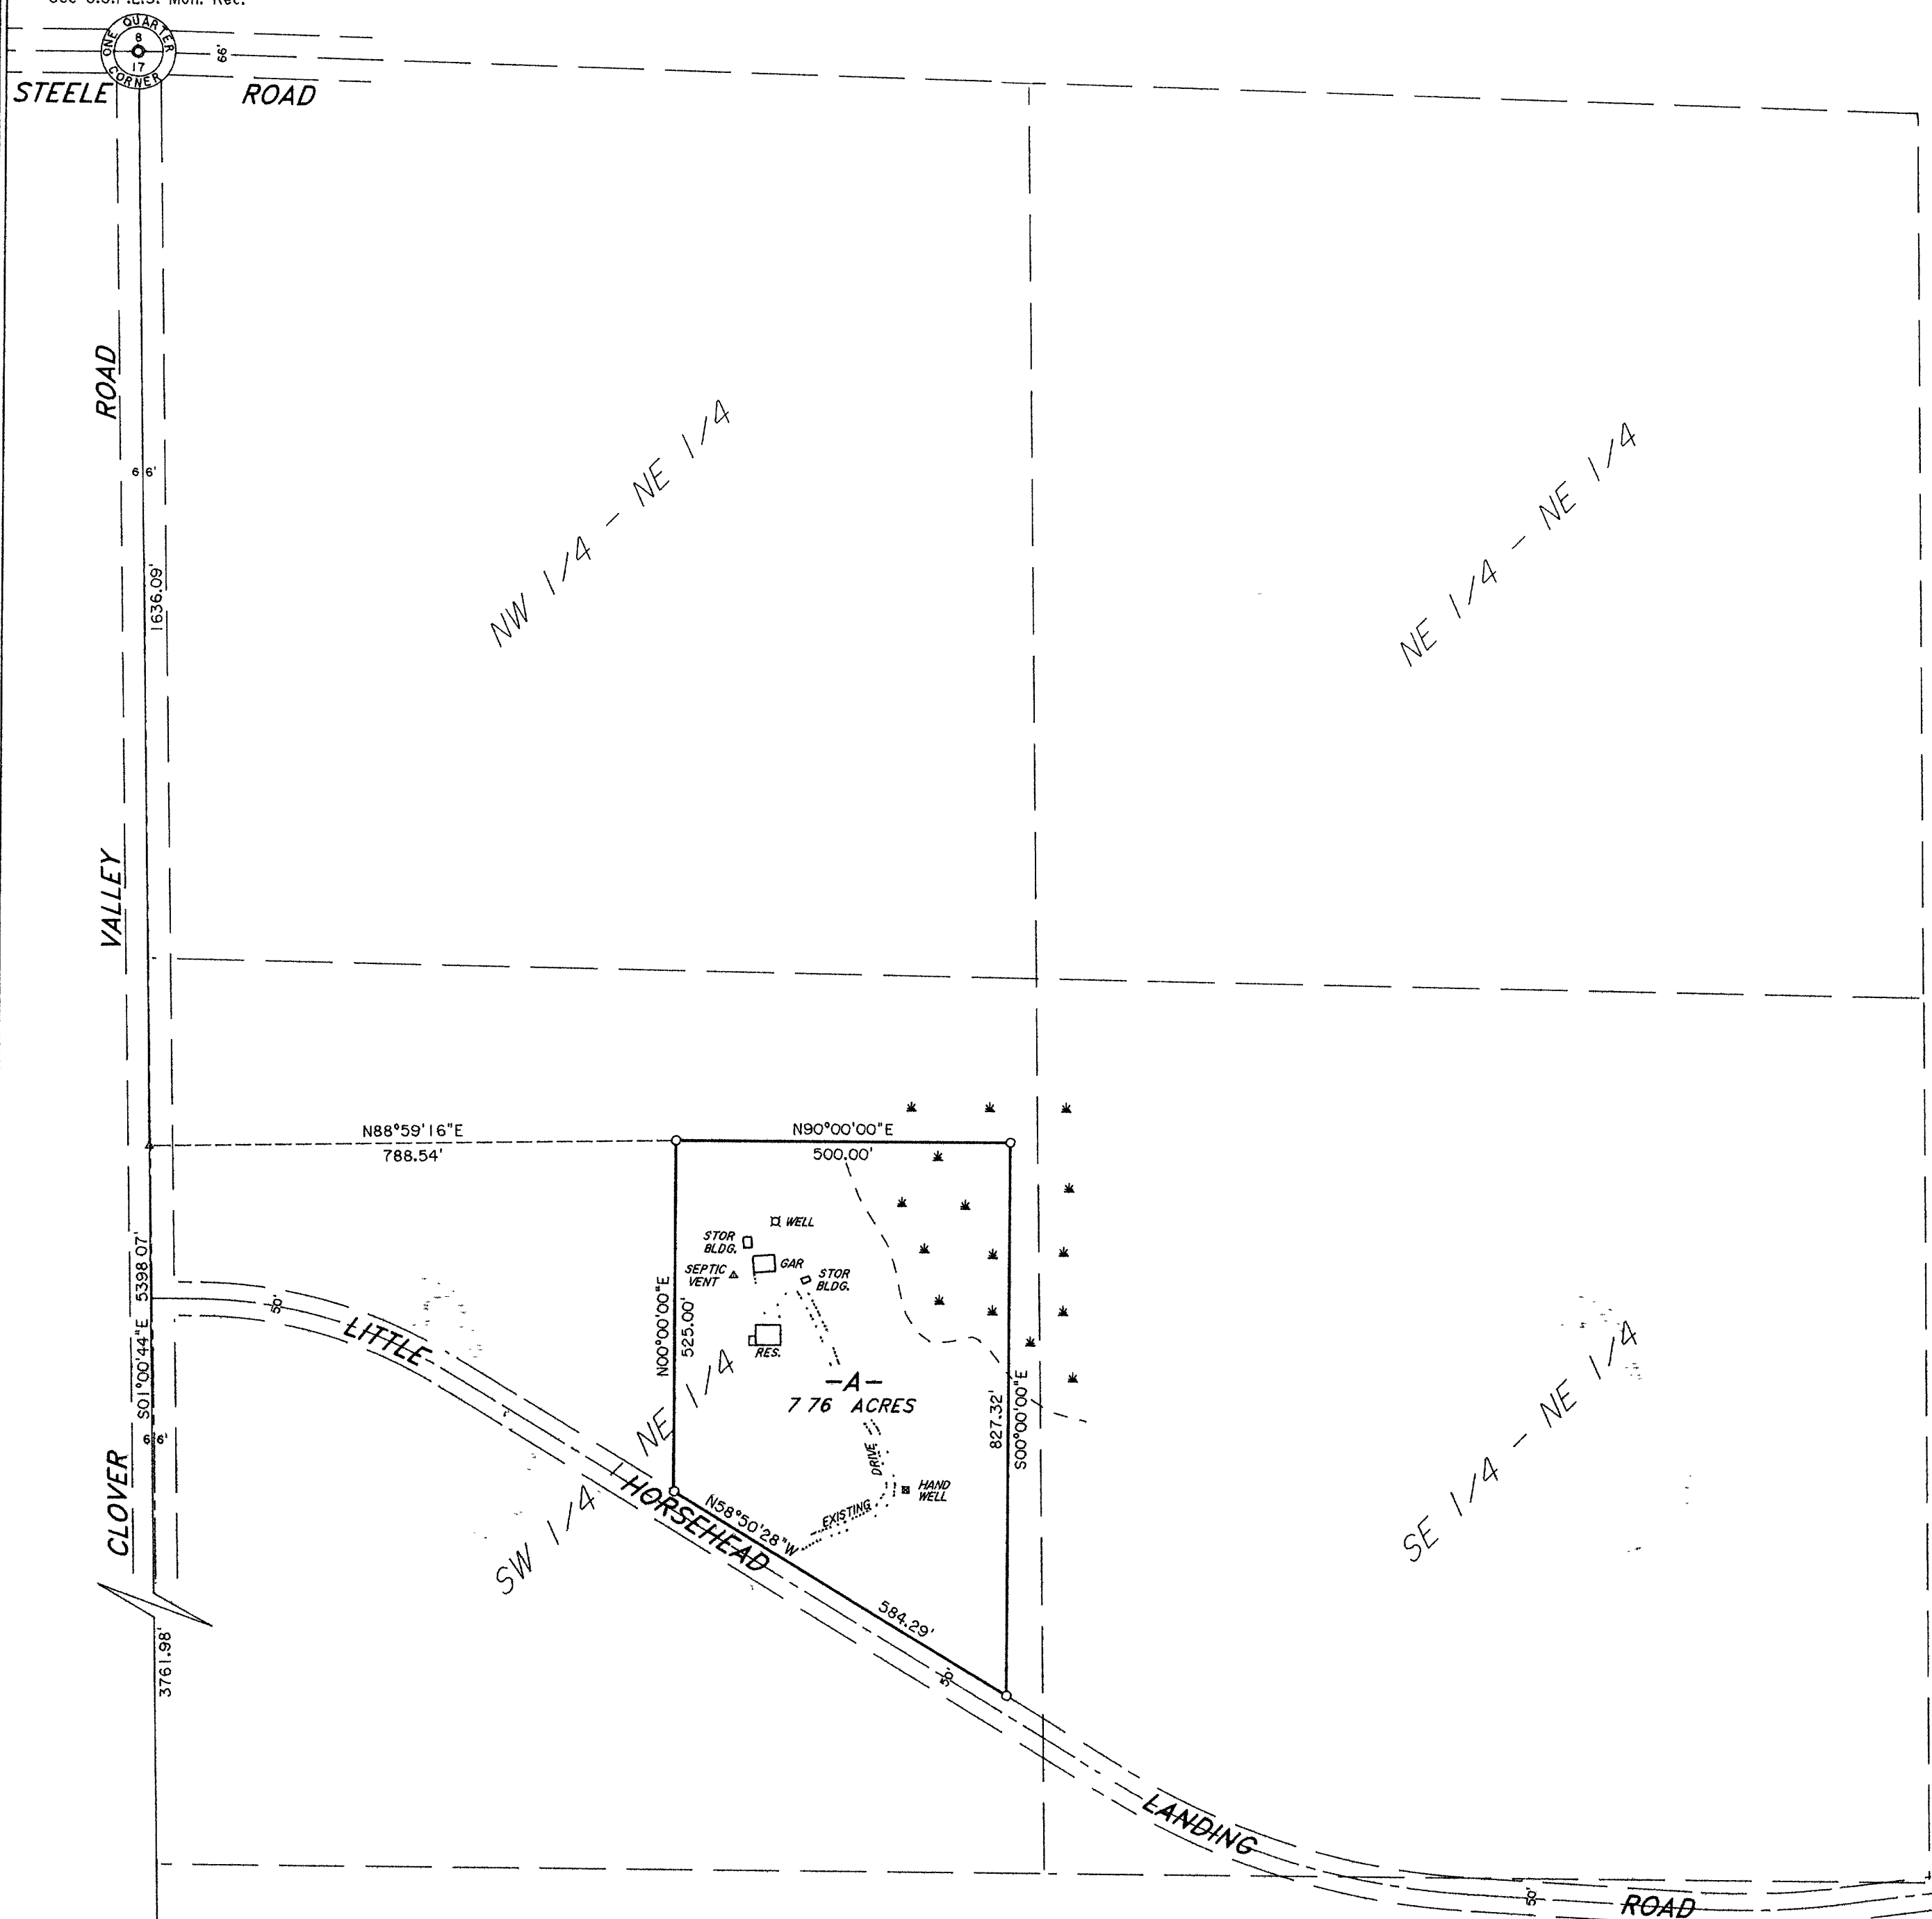 See C.S.P.L.S. Mon. Rec.
ONE QUARTER CORNER
8
17
66'
STEELE ROAD
ROAD
66'
1636.09'
NW 1/4 - NE 1/4
NE 1/4 - NE 1/4
VALLEY
N88°59'16"E
788.54'
N90°00'00"E
500.00'
WELL
STOR
BLDG.
GAR
SEPTIC
VENT
STOR
BLDG.
RES.
N00°00'00"E
525.00'
S01°00'44"E 5398 07'
50'
LITTLE
-A-
7 76 ACRES
827.32'
S00°00'00"E
66'
CLOVER
SW 1/4 - NE 1/4
HORSEHEAD
N58°50'28"W
584.29'
EXISTING
DRIVE
HAND
WELL
SE 1/4 - NE 1/4
50'
3761.98'
LANDING
50'
ROAD